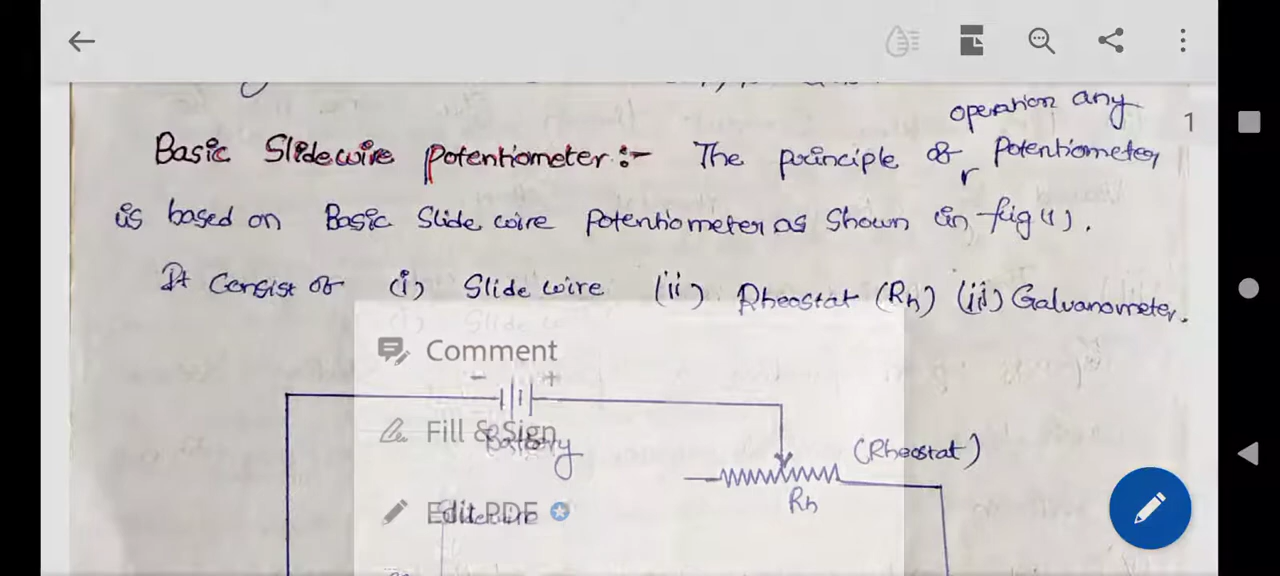 operation any
1
Basic Slidewire potentiometer:- The principle of Potentiometer
r
is based on Basic Slide wire Potentiometer as Shown in fig(1).
It Consist of (i) Slide wire (ii) Rheostat (Rh) (iii) Galvanometer.
(i) Slide
Comment
- +
Fill & Sign
Battery
(Rheostat)
Rh
Edit PDF